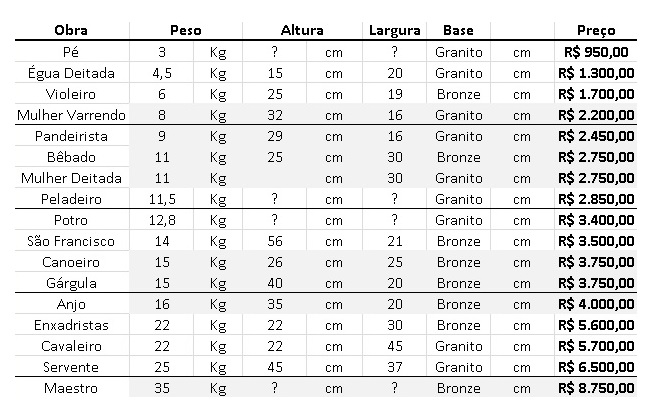 Obra Peso Altura Largura Base Preço
Pé 3 Kg ? cm ? Granito cm R$ 950,00
Égua Deitada 4,5 Kg 15 cm 20 Granito cm R$ 1.300,00
Violeiro 6 Kg 25 cm 19 Bronze cm R$ 1.700,00
Mulher Varrendo 8 Kg 32 cm 16 Granito cm R$ 2.200,00
Pandeirista 9 Kg 29 cm 16 Granito cm R$ 2.450,00
Bêbado 11 Kg 25 cm 30 Bronze cm R$ 2.750,00
Mulher Deitada 11 Kg cm 30 Granito cm R$ 2.750,00
Peladeiro 11,5 Kg ? cm ? Granito cm R$ 2.850,00
Potro 12,8 Kg ? cm ? Granito cm R$ 3.400,00
São Francisco 14 Kg 56 cm 21 Bronze cm R$ 3.500,00
Canoeiro 15 Kg 26 cm 25 Bronze cm R$ 3.750,00
Gárgula 15 Kg 40 cm 20 Bronze cm R$ 3.750,00
Anjo 16 Kg 35 cm 20 Bronze cm R$ 4.000,00
Enxadristas 22 Kg 22 cm 30 Bronze cm R$ 5.600,00
Cavaleiro 22 Kg 22 cm 45 Granito cm R$ 5.700,00
Servente 25 Kg 45 cm 37 Granito cm R$ 6.500,00
Maestro 35 Kg ? cm ? Bronze cm R$ 8.750,00